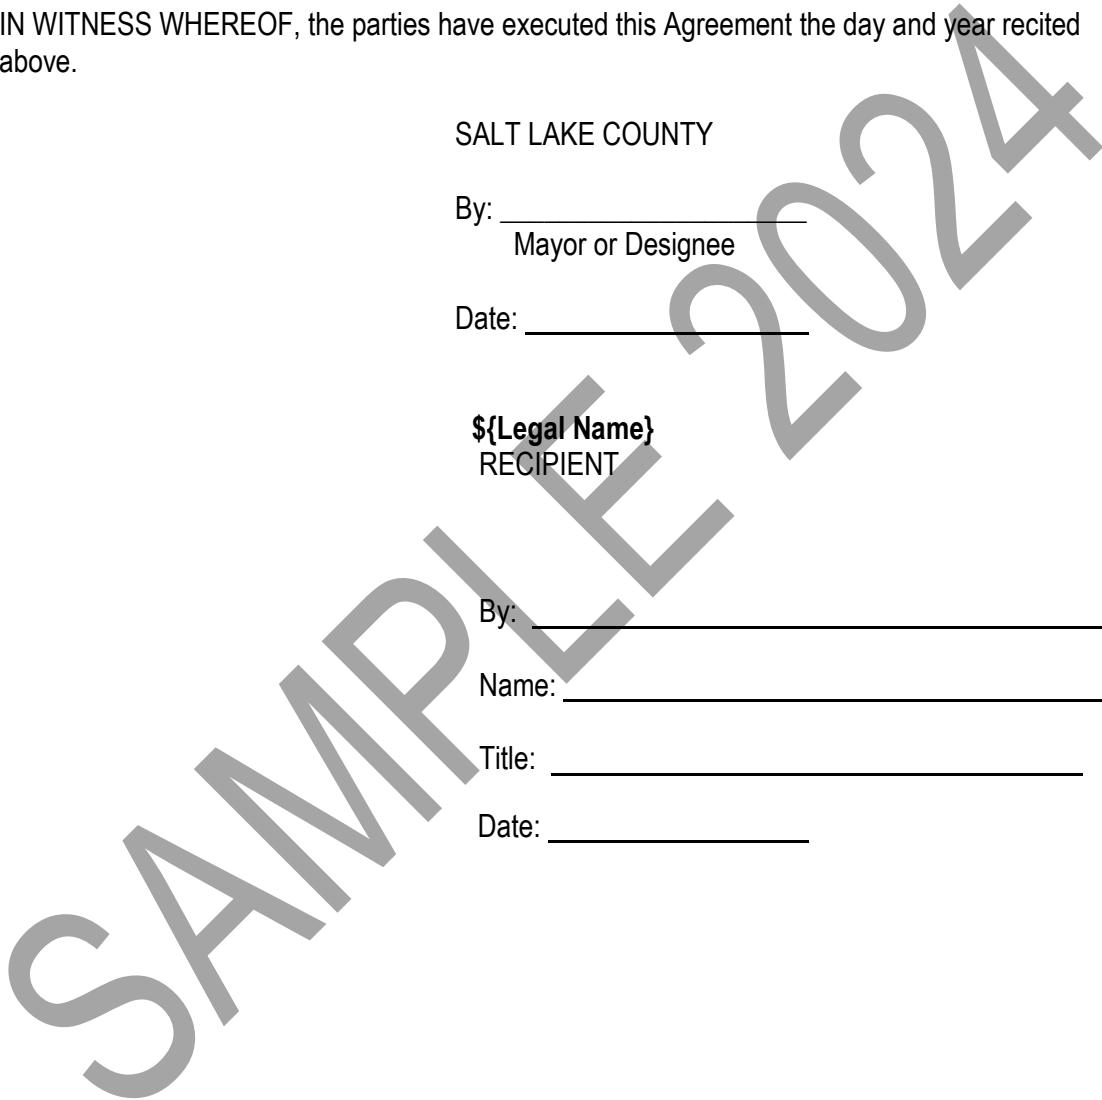 IN WITNESS WHEREOF, the parties have executed this Agreement the day and year recited
above.
SALT LAKE COUNTY
By: ____________________
Mayor or Designee
Date:
${Legal Name}
RECIPIENT
By:
Name:
Title:
Date:
SAMPLE 2024